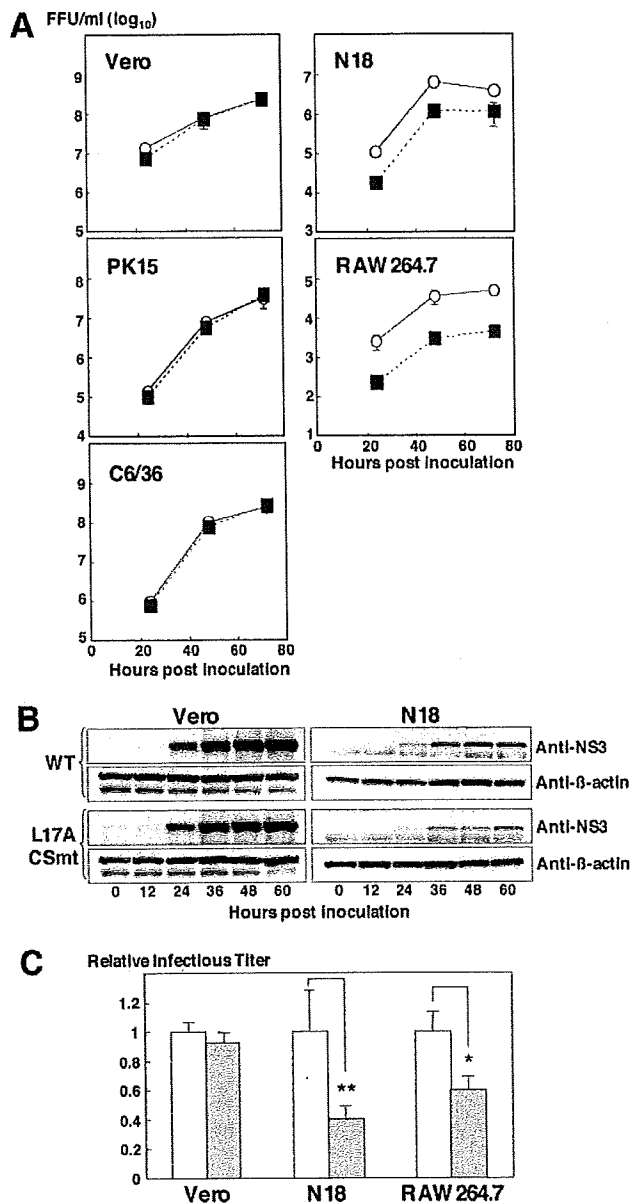 A
FFU/ml (log10)
Vero
9
8
7
6
5
N18
7
6
5
4
3
PK15
8
7
6
5
4
RAW 264.7
5
4
3
2
1
0 20 40 60 80
Hours post inoculation
C6/36
9
8
7
6
5
0 20 40 60 80
Hours post inoculation
B
Vero N18
WT
Anti-NS3
Anti-ß-actin
L17A
CSmt
Anti-NS3
Anti-ß-actin
0 12 24 36 48 60 0 12 24 36 48 60
Hours post inoculation
C
Relative Infectious Titer
1.2
1
0.8
0.6
0.4
0.2
0
**
*
Vero N18 RAW 264.7